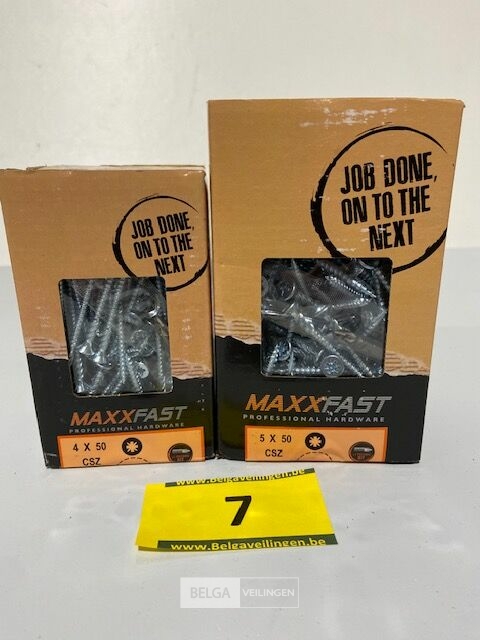 JOB DONE,
ON TO THE
NEXT
MAXXFAST
PROFESSIONAL HARDWARE
4 X 50
CSZ
JOB DONE,
ON TO THE
NEXT
MAXXFAST
PROFESSIONAL HARDWARE
5 X 50
CSZ
www.Belgaveilingen.be
7
www.Belgaveilingen.be
BELGA VEILINGEN